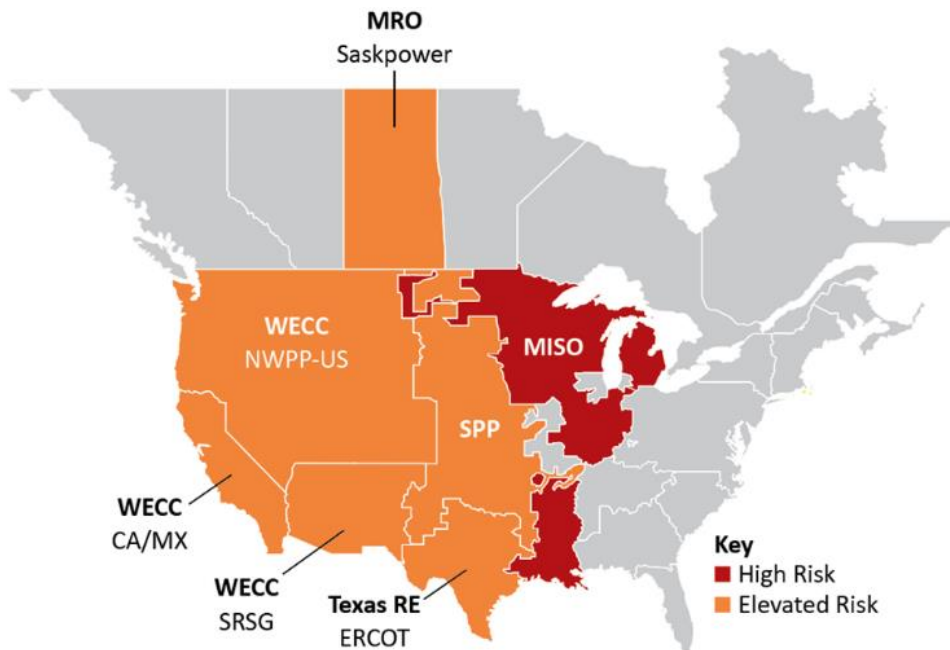 MRO
Saskpower
WECC
NWPP-US
MISO
SPP
WECC
CA/MX
WECC
SRSG
Texas RE
ERCOT
Key
High Risk
Elevated Risk